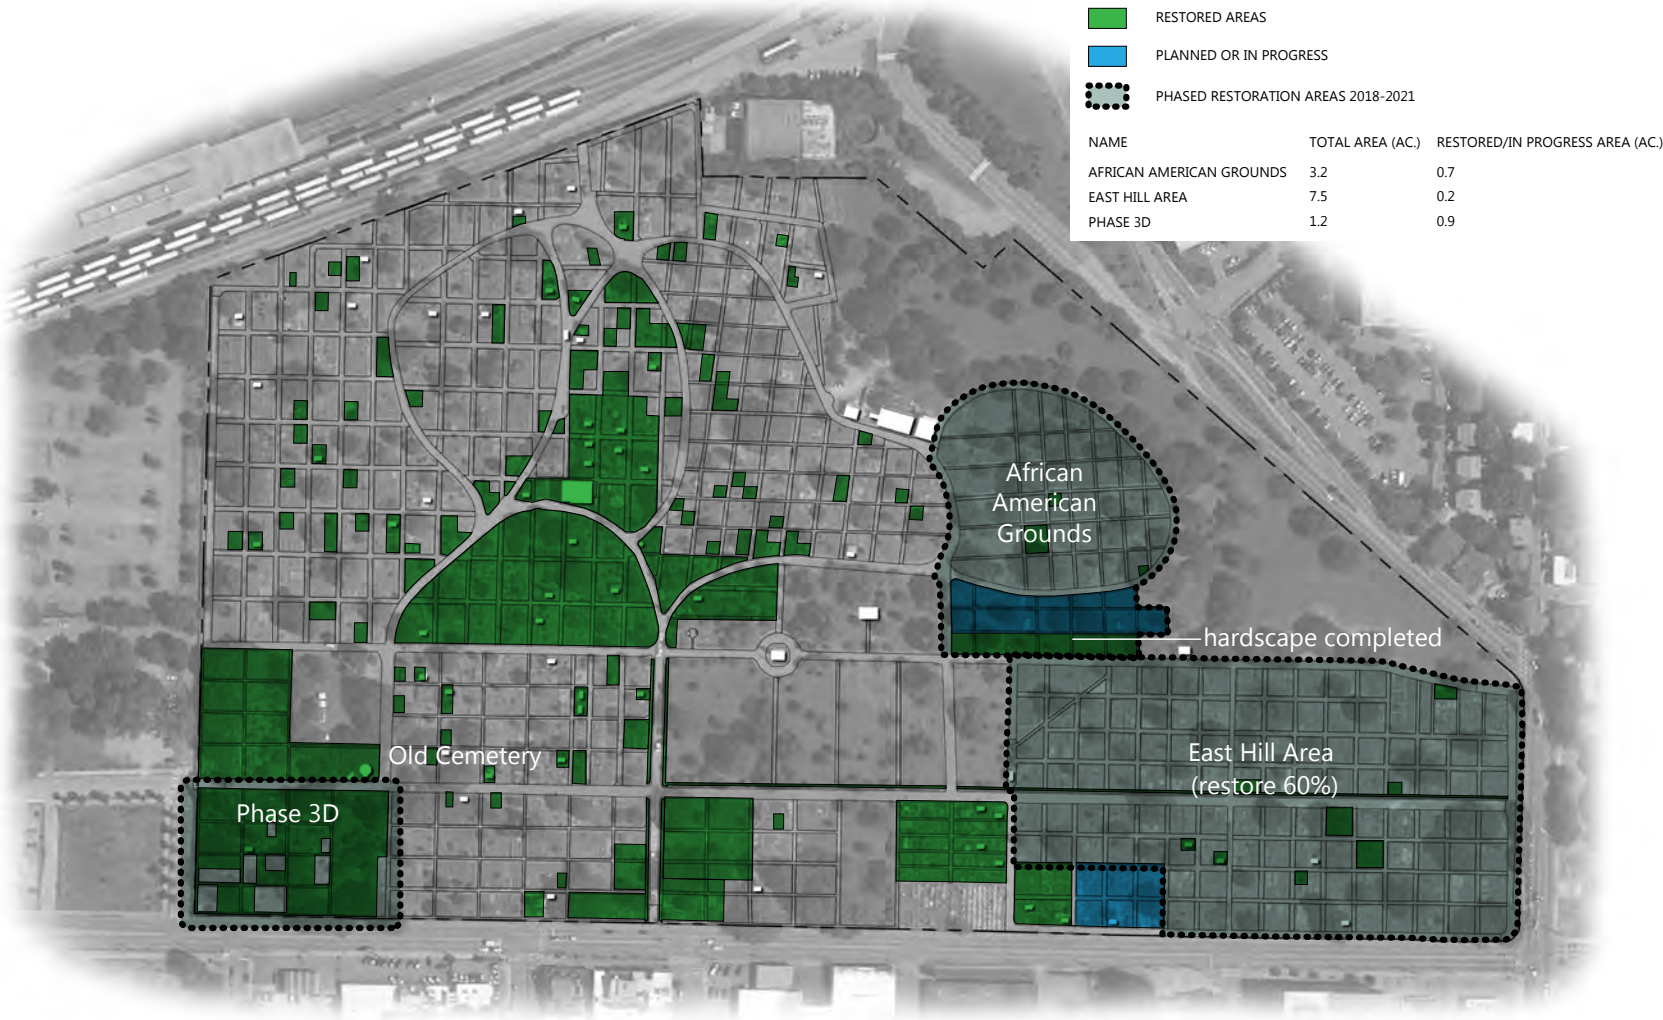 RESTORED AREAS
PLANNED OR IN PROGRESS
PHASED RESTORATION AREAS 2018-2021
NAME TOTAL AREA (AC.) RESTORED/IN PROGRESS AREA (AC.)
AFRICAN AMERICAN GROUNDS 3.2 0.7
EAST HILL AREA 7.5 0.2
PHASE 3D 1.2 0.9
African
American
Grounds
hardscape completed
East Hill Area
(restore 60%)
Old Cemetery
Phase 3D